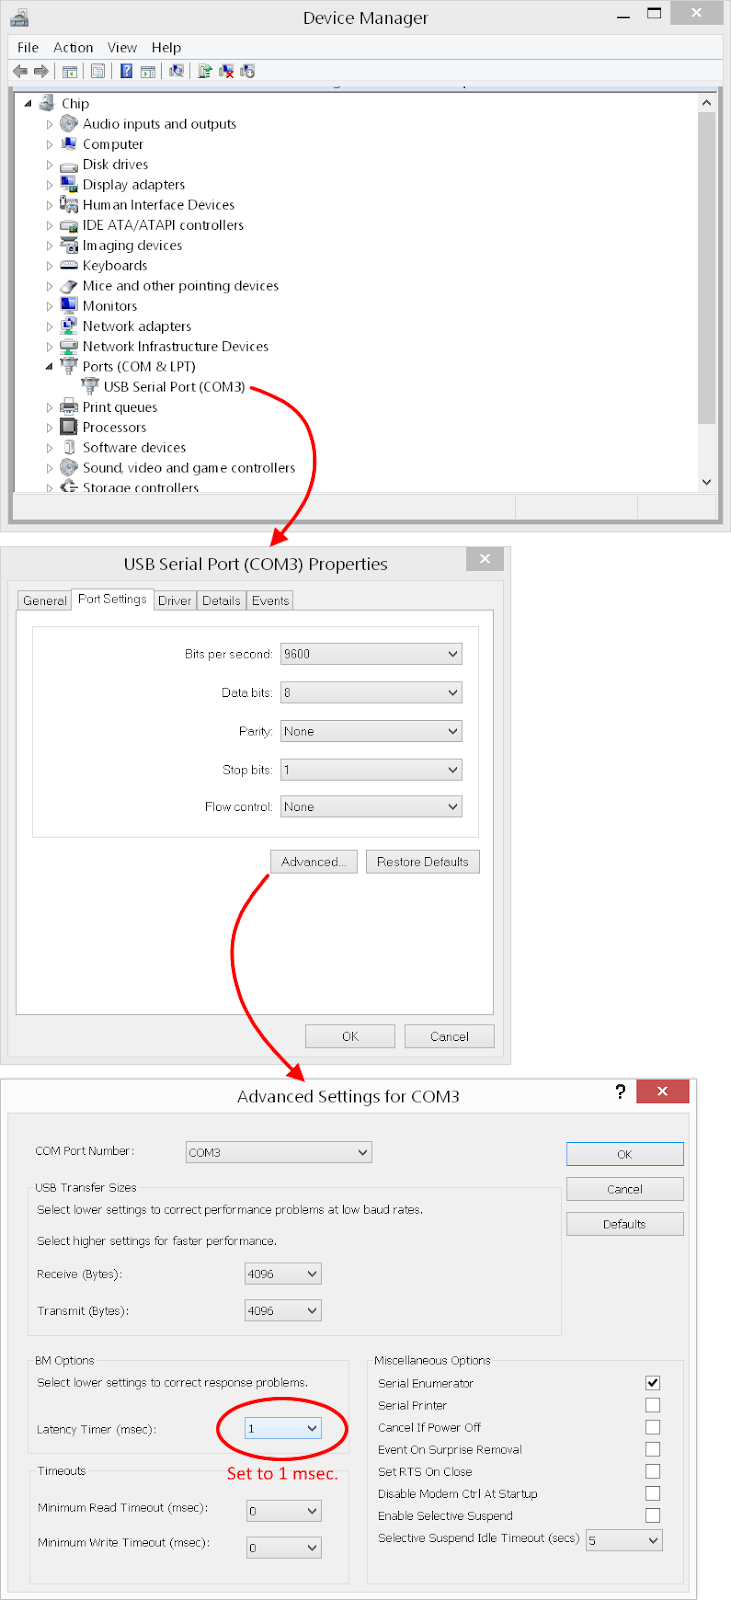 Device Manager
File Action View Help
Chip
Audio inputs and outputs
Computer
Disk drives
Display adapters
Human Interface Devices
IDE ATA/ATAPI controllers
Imaging devices
Keyboards
Mice and other pointing devices
Monitors
Network adapters
Network Infrastructure Devices
Ports (COM & LPT)
USB Serial Port (COM3)
Print queues
Processors
Software devices
Sound, video and game controllers
Storage controllers
USB Serial Port (COM3) Properties
General Port Settings Driver Details Events
Bits per second: 9600
Data bits: 8
Parity: None
Stop bits: 1
Flow control: None
Advanced... Restore Defaults
OK Cancel
Advanced Settings for COM3 ?
COM Port Number: COM3 OK
USB Transfer Sizes Cancel
Select lower settings to correct performance problems at low baud rates. Defaults
Select higher settings for faster performance.
Receive (Bytes): 4096
Transmit (Bytes): 4096
BM Options
Select lower settings to correct response problems.
Latency Timer (msec): 1
Set to 1 msec.
Timeouts
Minimum Read Timeout (msec): 0
Minimum Write Timeout (msec): 0
Miscellaneous Options
Serial Enumerator
Serial Printer
Cancel If Power Off
Event On Surprise Removal
Set RTS On Close
Disable Modem Ctrl At Startup
Enable Selective Suspend
Selective Suspend Idle Timeout (secs) 5